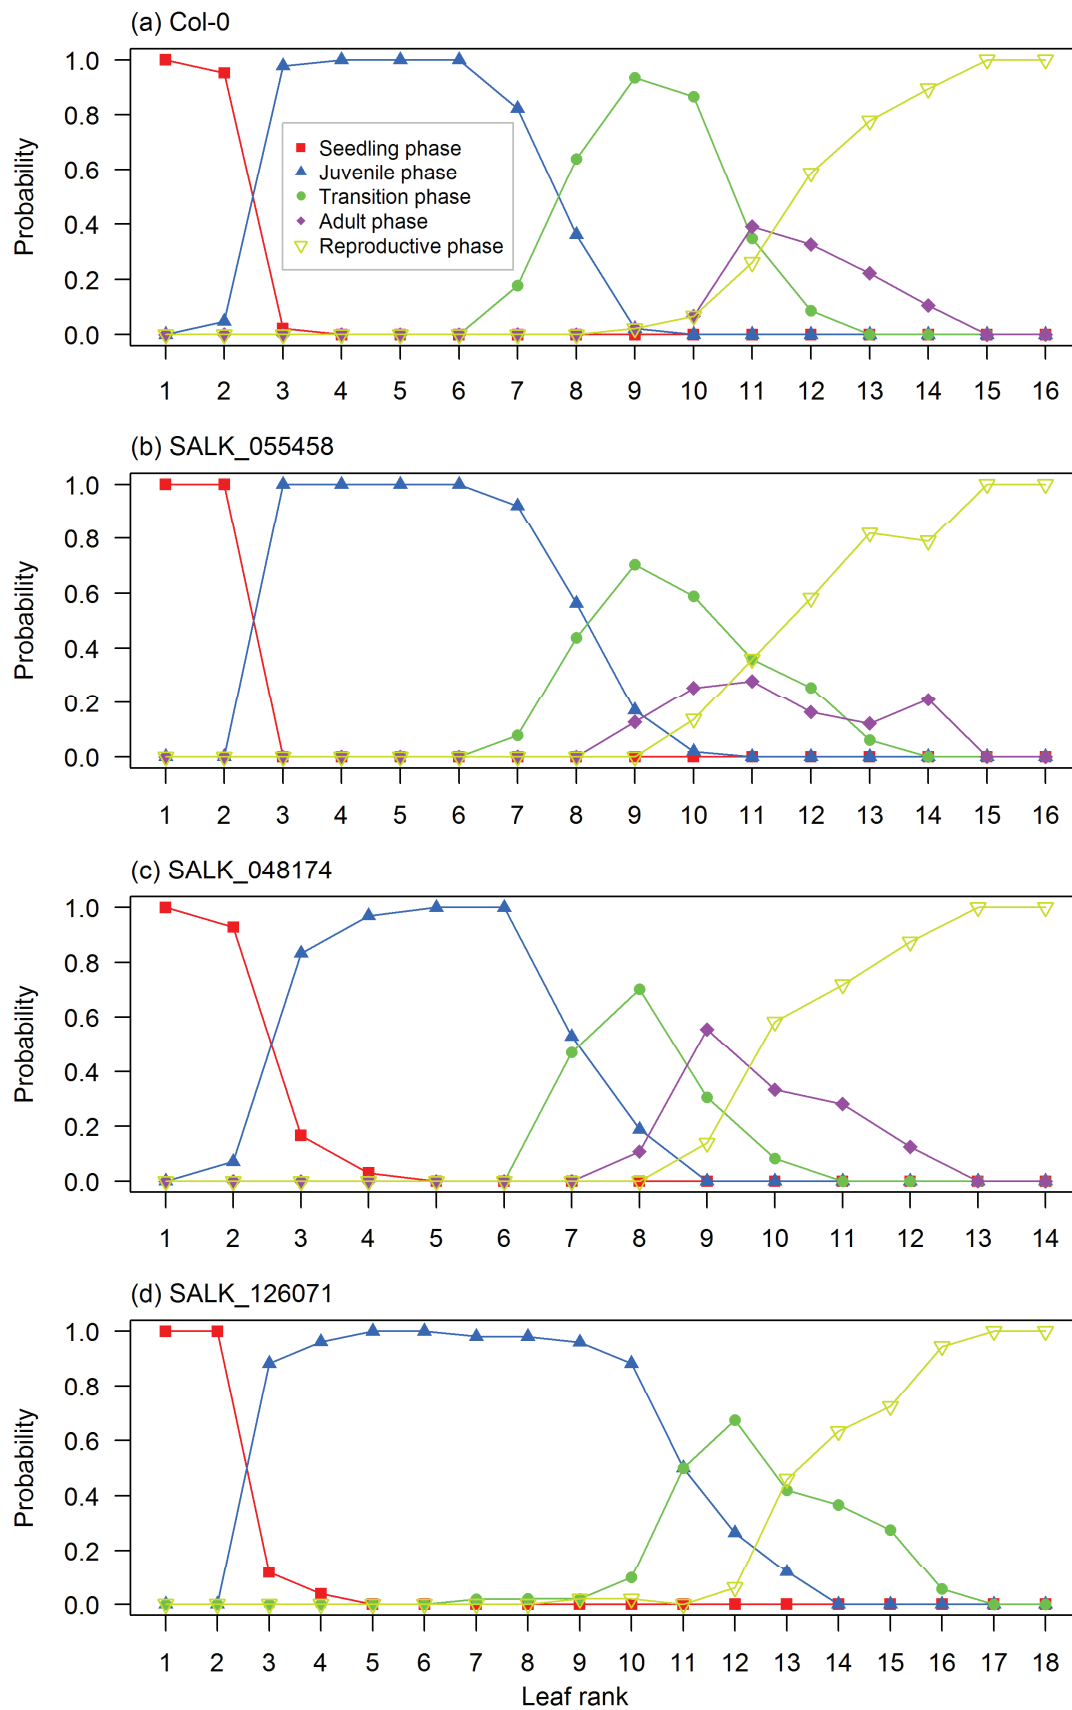 (a) Col-0
1.0
0.8
0.6
0.4
0.2
0.0
Probability
Seedling phase
Juvenile phase
Transition phase
Adult phase
Reproductive phase
1 2 3 4 5 6 7 8 9 10 11 12 13 14 15 16
(b) SALK_055458
1.0
0.8
0.6
0.4
0.2
0.0
Probability
1 2 3 4 5 6 7 8 9 10 11 12 13 14 15 16
(c) SALK_048174
1.0
0.8
0.6
0.4
0.2
0.0
Probability
1 2 3 4 5 6 7 8 9 10 11 12 13 14
(d) SALK_126071
1.0
0.8
0.6
0.4
0.2
0.0
Probability
1 2 3 4 5 6 7 8 9 10 11 12 13 14 15 16 17 18
Leaf rank